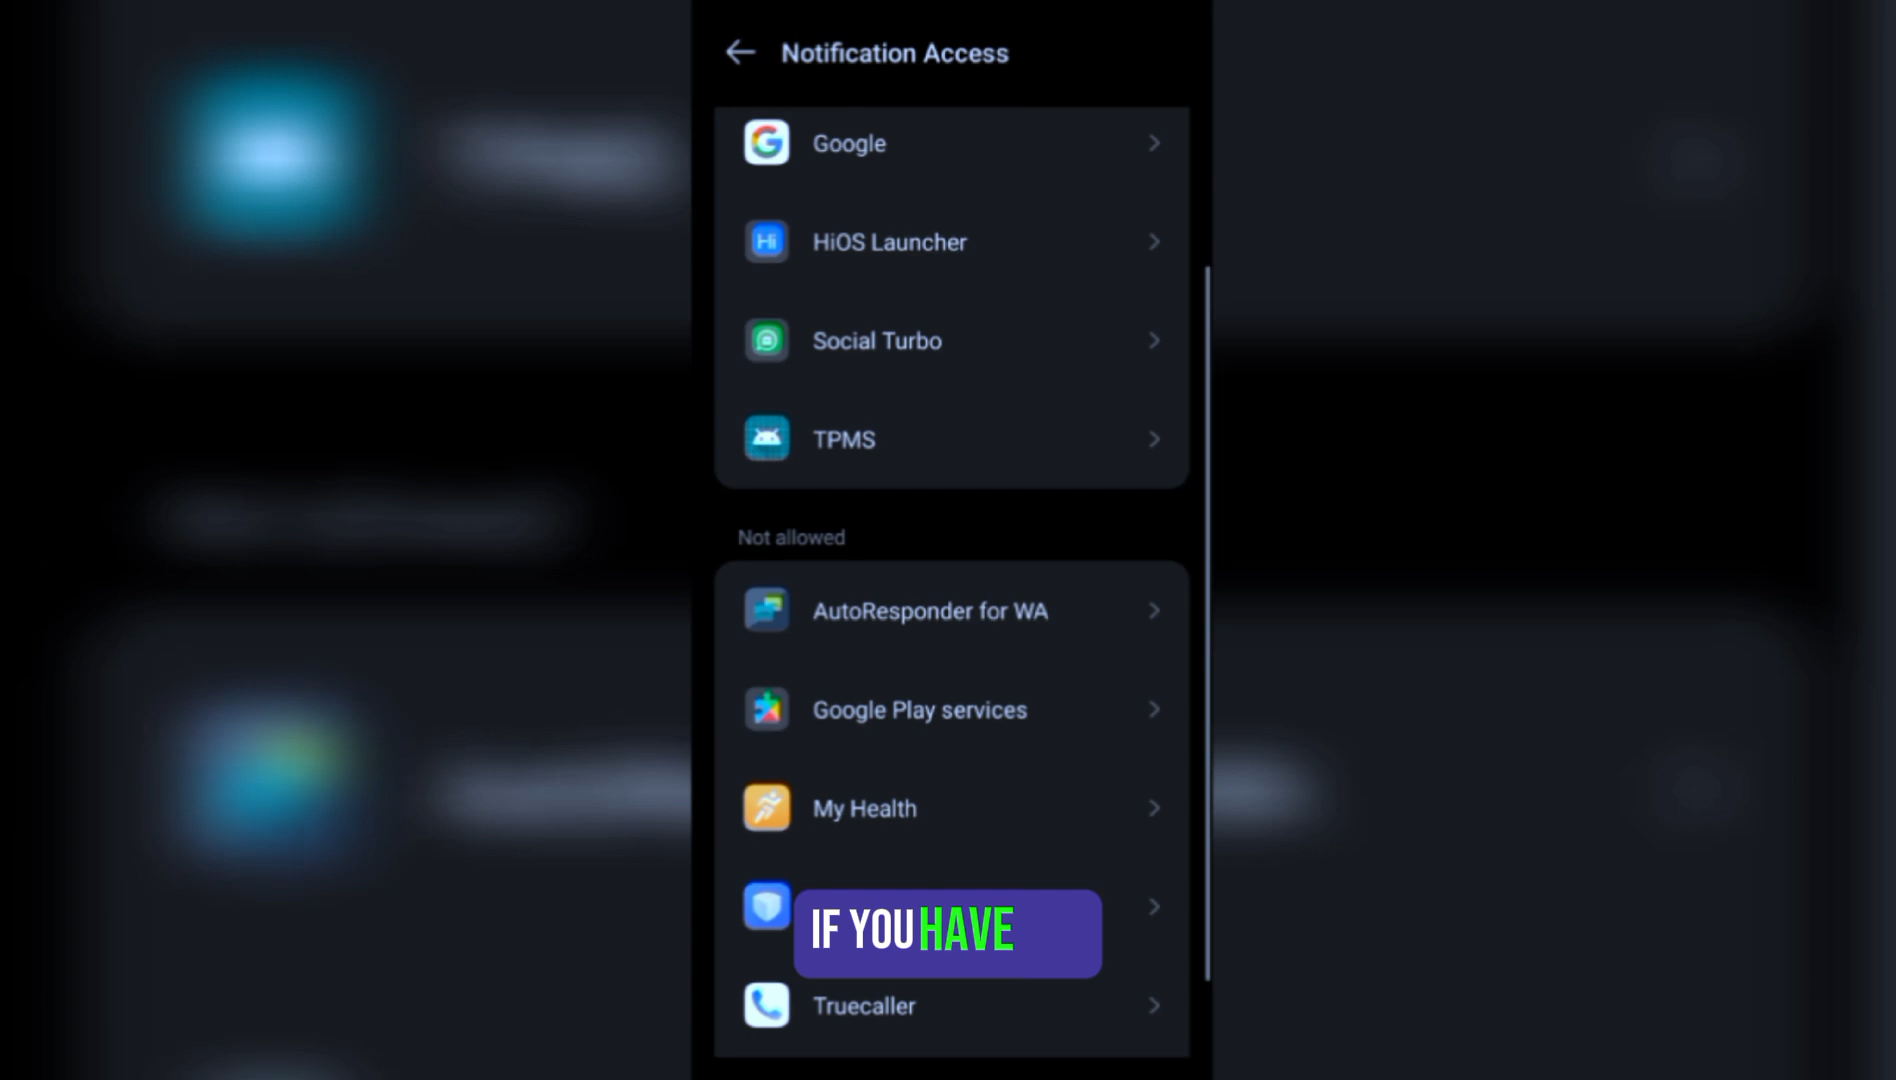 Notification Access
Google
Hi
HiOS Launcher
Social Turbo
TPMS
Not allowed
AutoResponder for WA
Google Play services
My Health
IF YOU HAVE
Truecaller